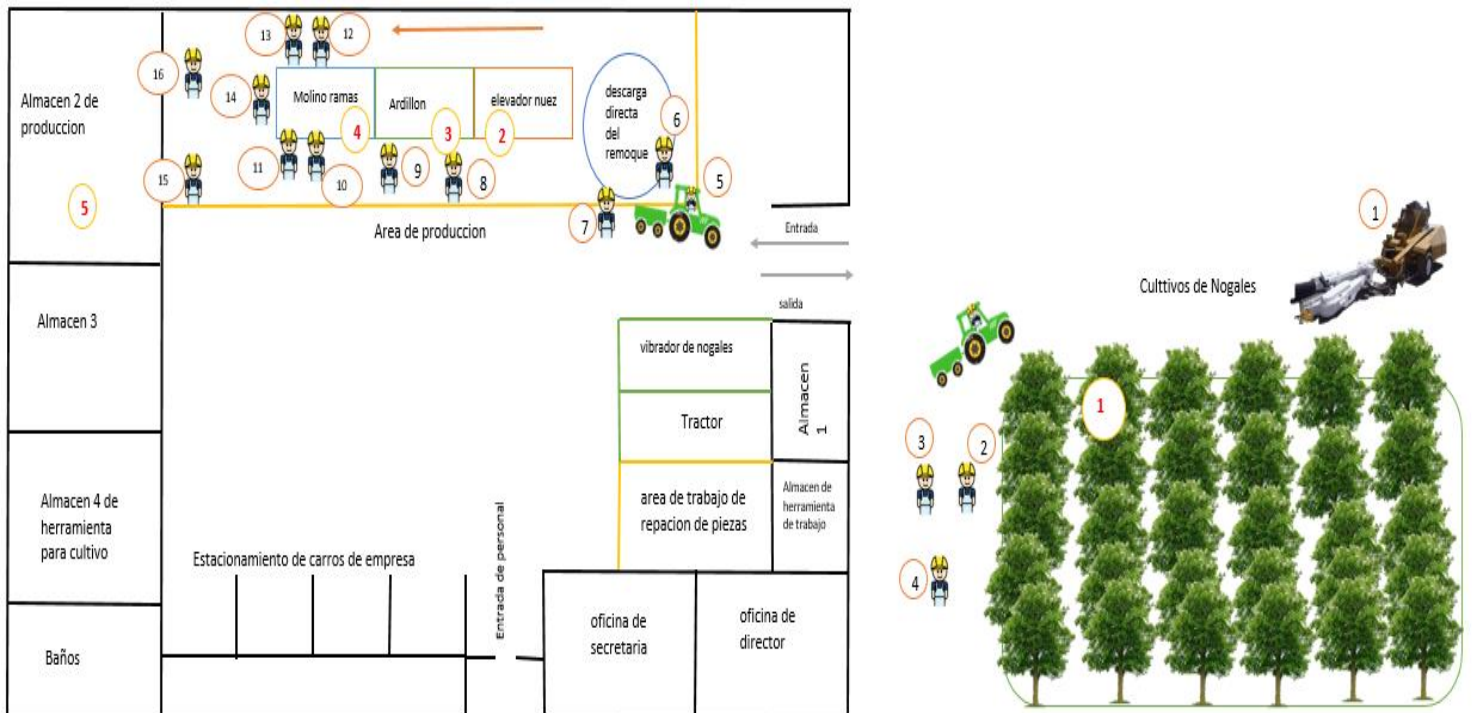 Almacen 2 de
produccion
5
Almacen 3
Almacen 4 de
herramienta
para cultivo
Baños
16
13
12
14
Molino ramas
4
Ardillon
3
elevador nuez
2
descarga
directa
del
remoque
6
5
15
11
10
9
8
7
Area de produccion
Entrada
salida
vibrador de nogales
Tractor
Almacen
1
area de trabajo de
repacion de piezas
Almacen de
herramienta
de trabajo
Estacionamiento de carros de empresa
Entrada de personal
oficina de
secretaria
oficina de
director
1
Culttivos de Nogales
1
3
2
4